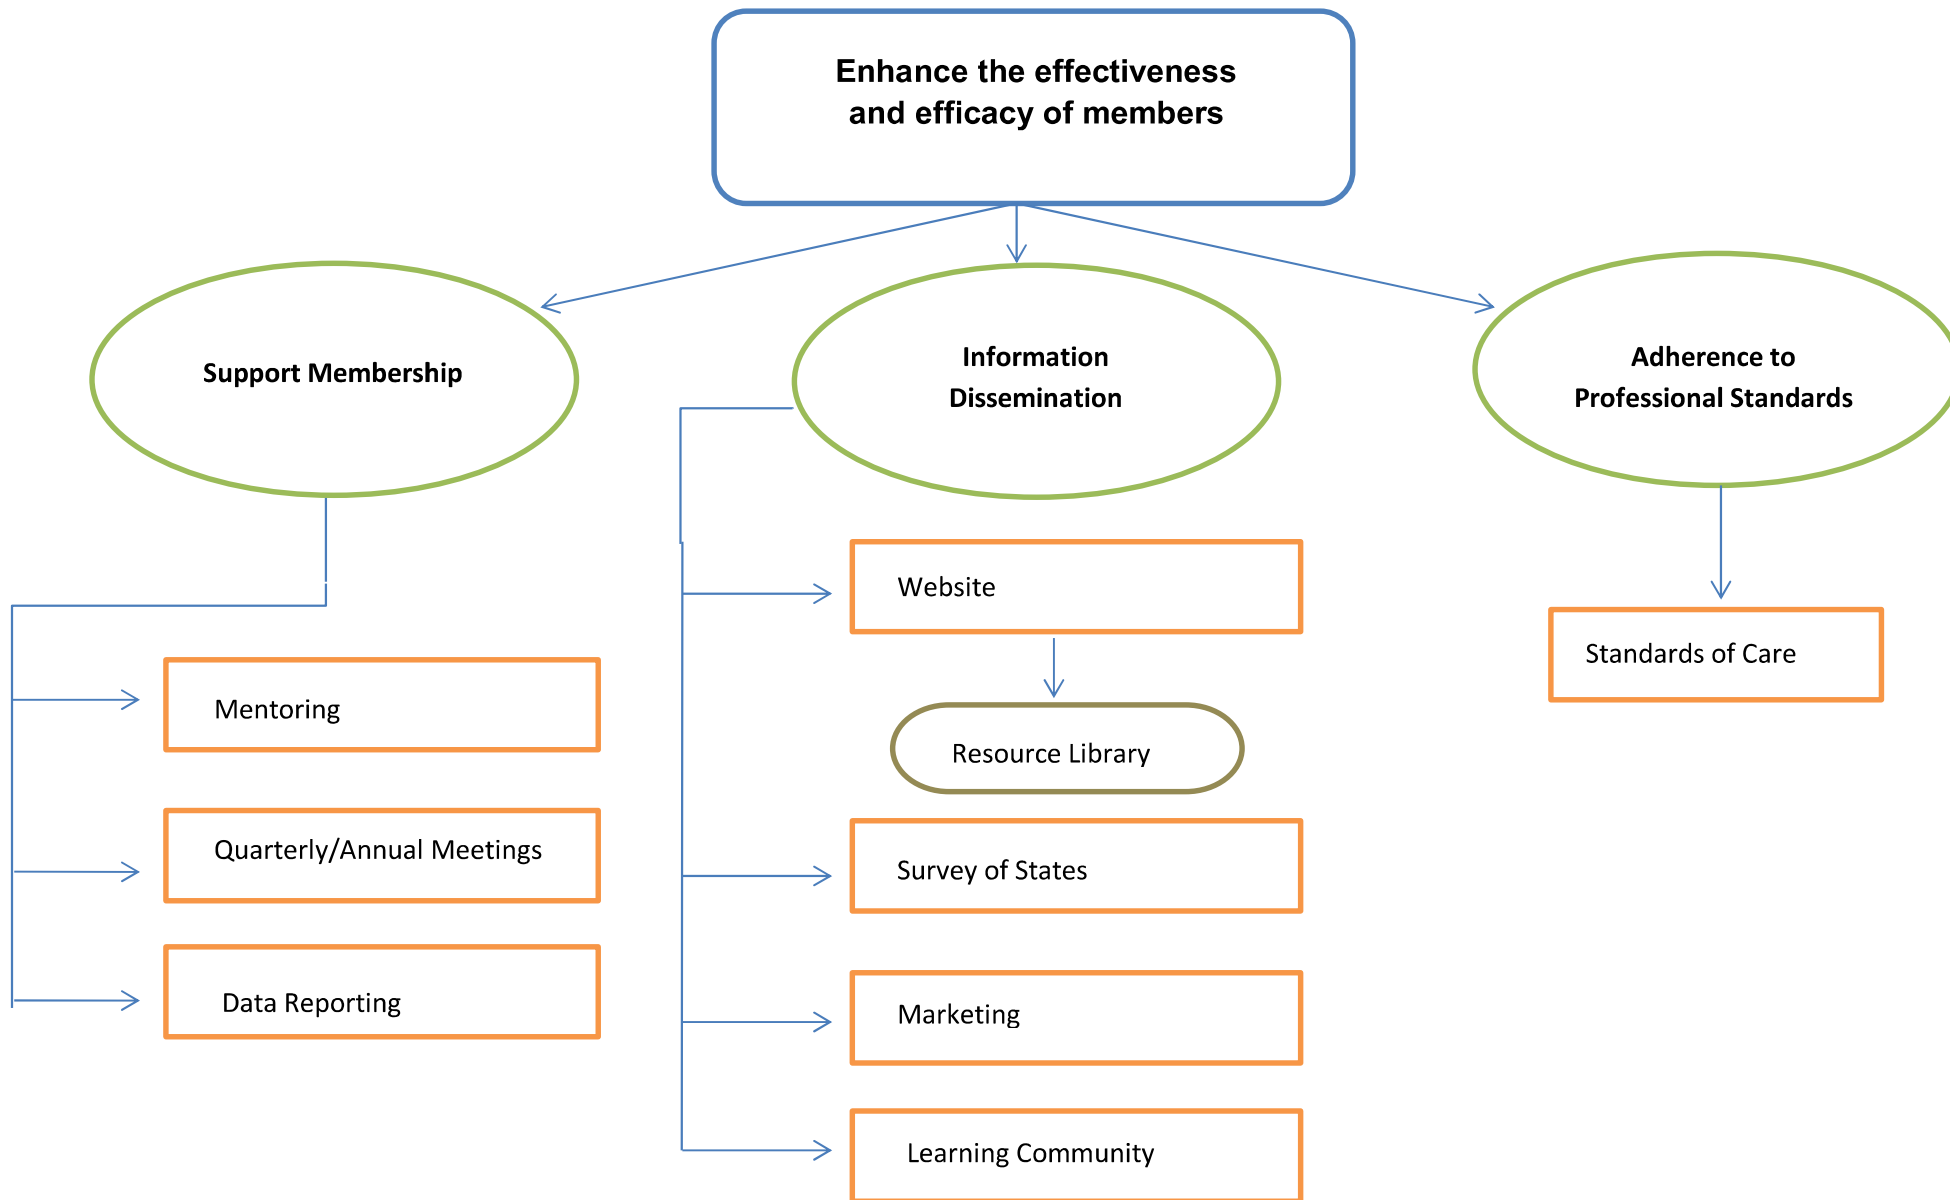 Enhance the effectiveness
and efficacy of members
Support Membership
Information
Dissemination
Adherence to
Professional Standards
Mentoring
Quarterly/Annual Meetings
Data Reporting
Website
Resource Library
Survey of States
Marketing
Learning Community
Standards of Care